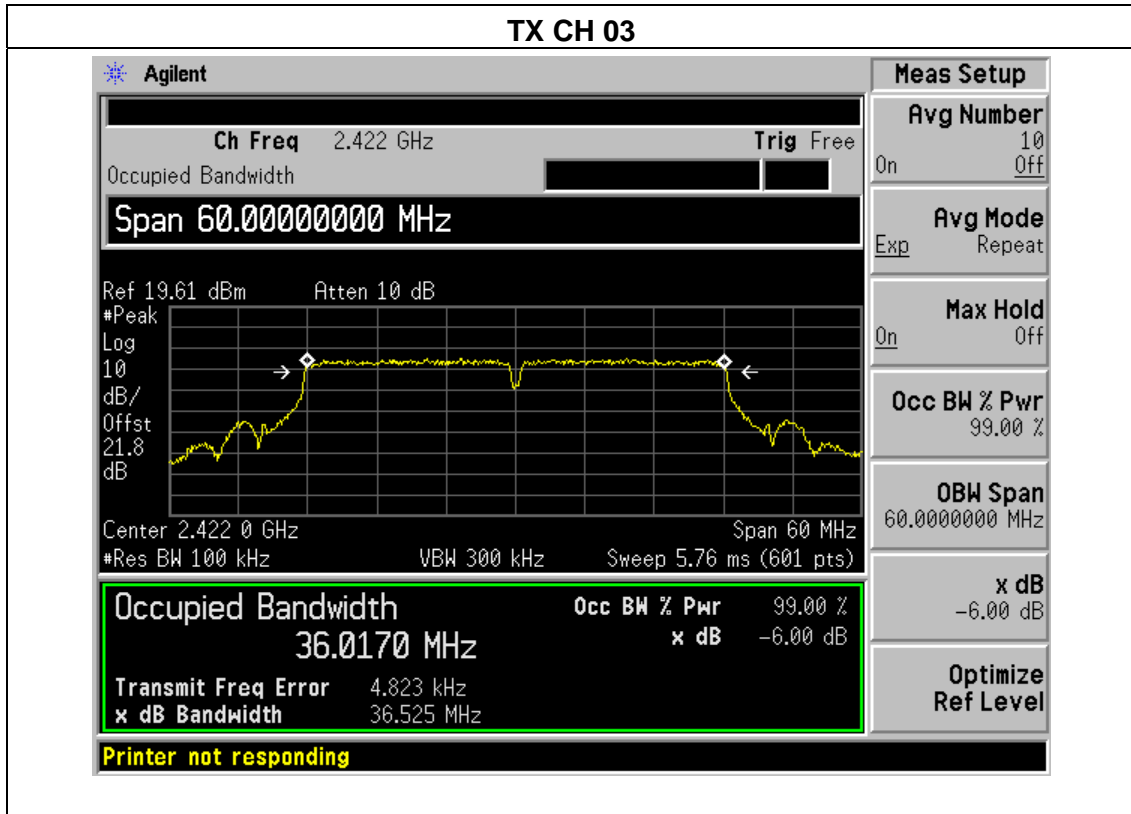 TX CH 03
Agilent
Ch Freq 2.422 GHz Trig Free
Occupied Bandwidth
Span 60.00000000 MHz
Ref 19.61 dBm Atten 10 dB
#Peak
Log
10
dB/
Offst
21.8
dB
Center 2.422 0 GHz Span 60 MHz
#Res BW 100 kHz VBW 300 kHz Sweep 5.76 ms (601 pts)
Occupied Bandwidth Occ BW % Pwr 99.00 %
36.0170 MHz x dB -6.00 dB
Transmit Freq Error 4.823 kHz
x dB Bandwidth 36.525 MHz
Printer not responding
Meas Setup
Avg Number
10
On Off
Avg Mode
Exp Repeat
Max Hold
On Off
Occ BW % Pwr
99.00 %
OBW Span
60.0000000 MHz
x dB
-6.00 dB
Optimize
Ref Level